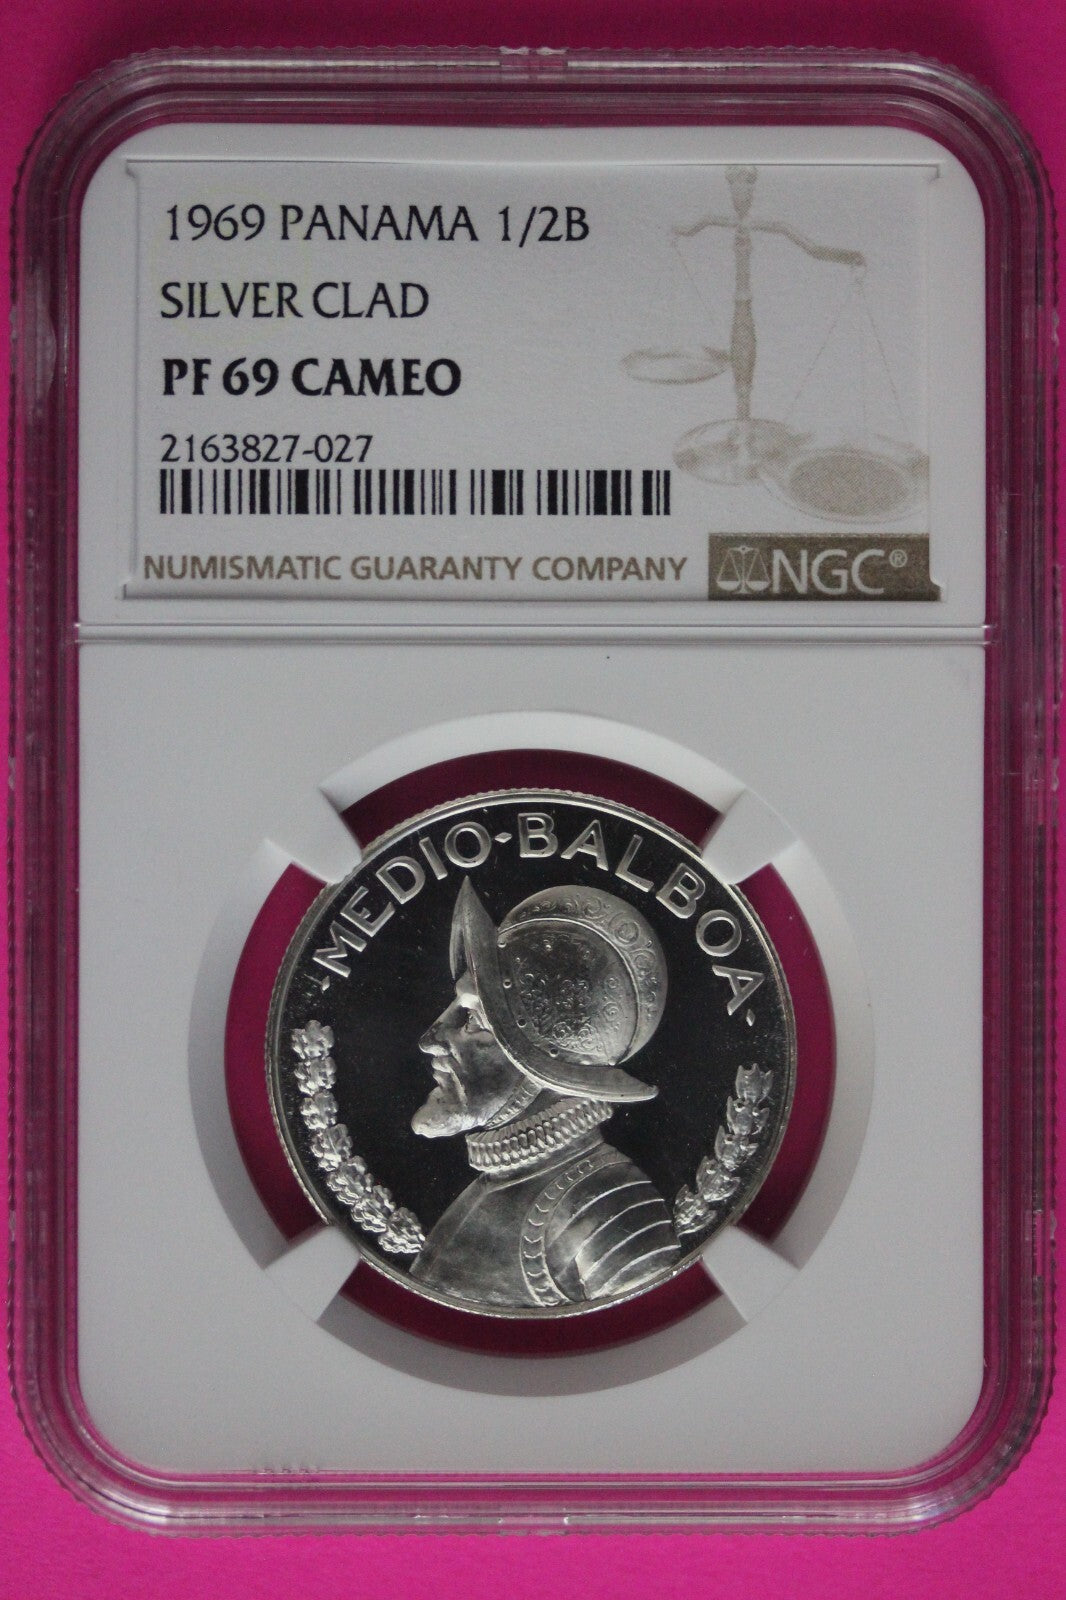 1969 PANAMA 1/2B
SILVER CLAD
PF 69 CAMEO
2163827-027
NUMISMATIC GUARANTY COMPANY NGC®
MEDIO·BALBOA